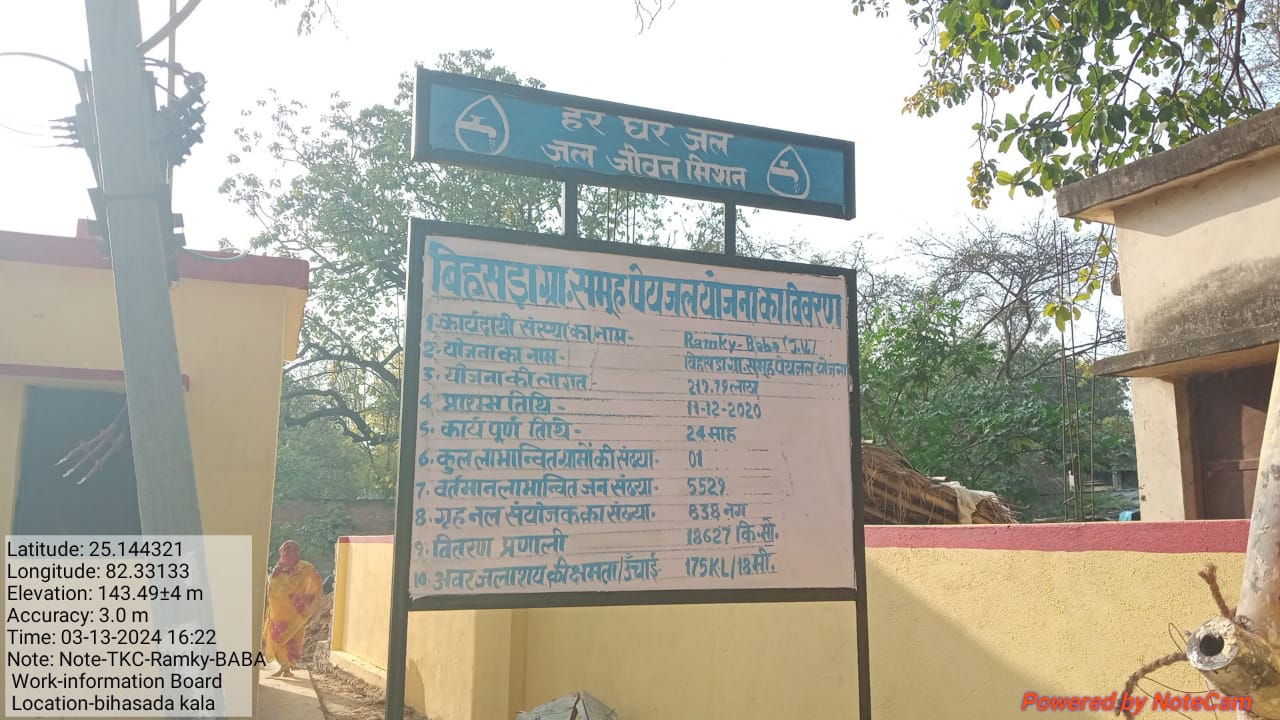 हर घर जल
जल जीवन मिशन
बिहसड़ा ग्रा. समूह पेयजल योजना का विवरण
1. कार्यदायी संस्था का नाम- Ramky-Baba (J.V)
2. योजना का नाम- बिहसडा ग्रा. समूह पेयजल योजना
3. योजना की लागत 217.79 लाख
4 प्रारम्भ तिथि - 11-12-2020
5. कार्य पूर्ण तिथि - 24 माह
6. कुल लाभान्वित ग्रामों की संख्या- 01
7. वर्तमान लाभान्वित जन संख्या- 5529
8. गृह नल संयोजक का संख्या- 838 नग
9. वितरण प्रणाली 18627 कि.मी.
10. अवर जलाशय की क्षमता/ऊँचाई- 175KL/18मी.
Latitude: 25.144321
Longitude: 82.33133
Elevation: 143.49±4 m
Accuracy: 3.0 m
Time: 03-13-2024 16:22
Note: Note-TKC-Ramky-BABA
Work-information Board
Location-bihasada kala
Powered by NoteCam